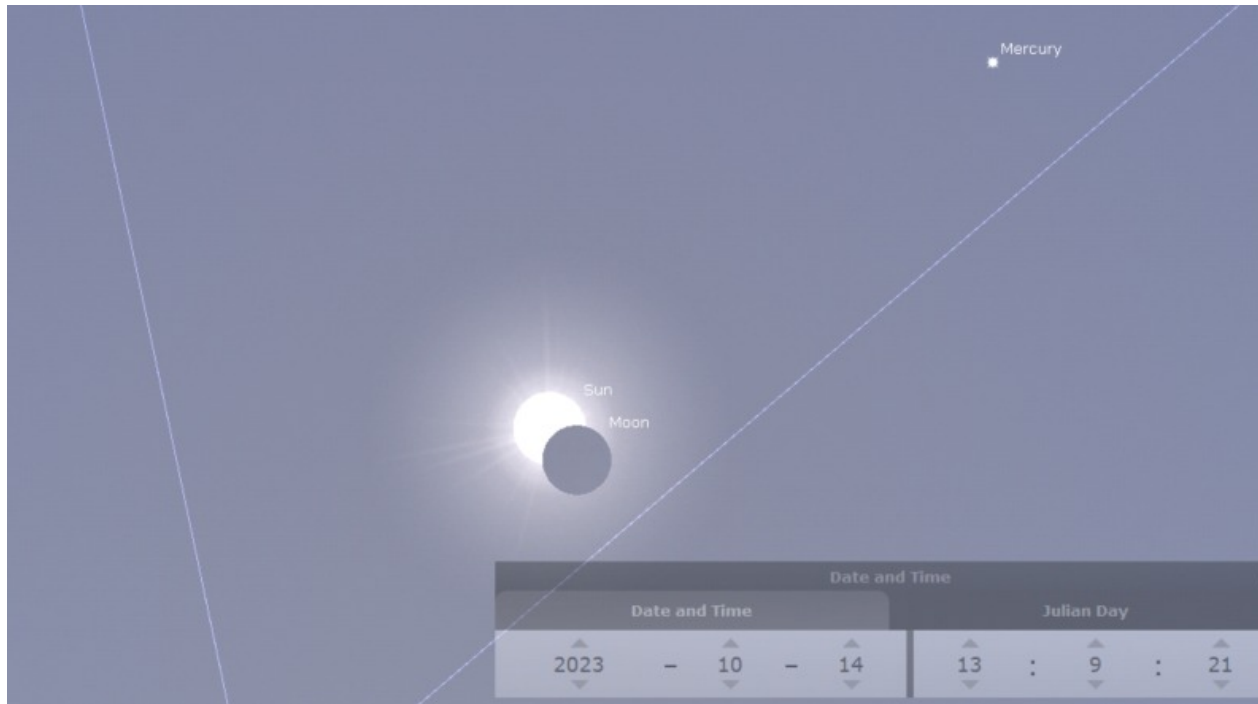 Mercury
Sun
Moon
Date and Time
Date and Time Julian Day
2023 - 10 - 14 13 : 9 : 21